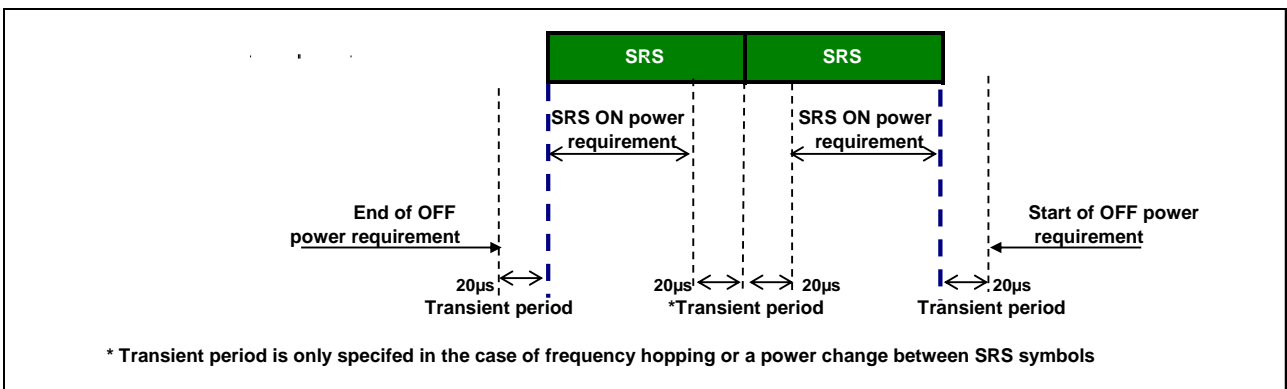 SRS SRS
SRS ON power requirement
SRS ON power requirement
End of OFF power requirement
Start of OFF power requirement
20µs
Transient period
20µs 20µs
*Transient period
20µs
Transient period
* Transient period is only specifed in the case of frequency hopping or a power change between SRS symbols